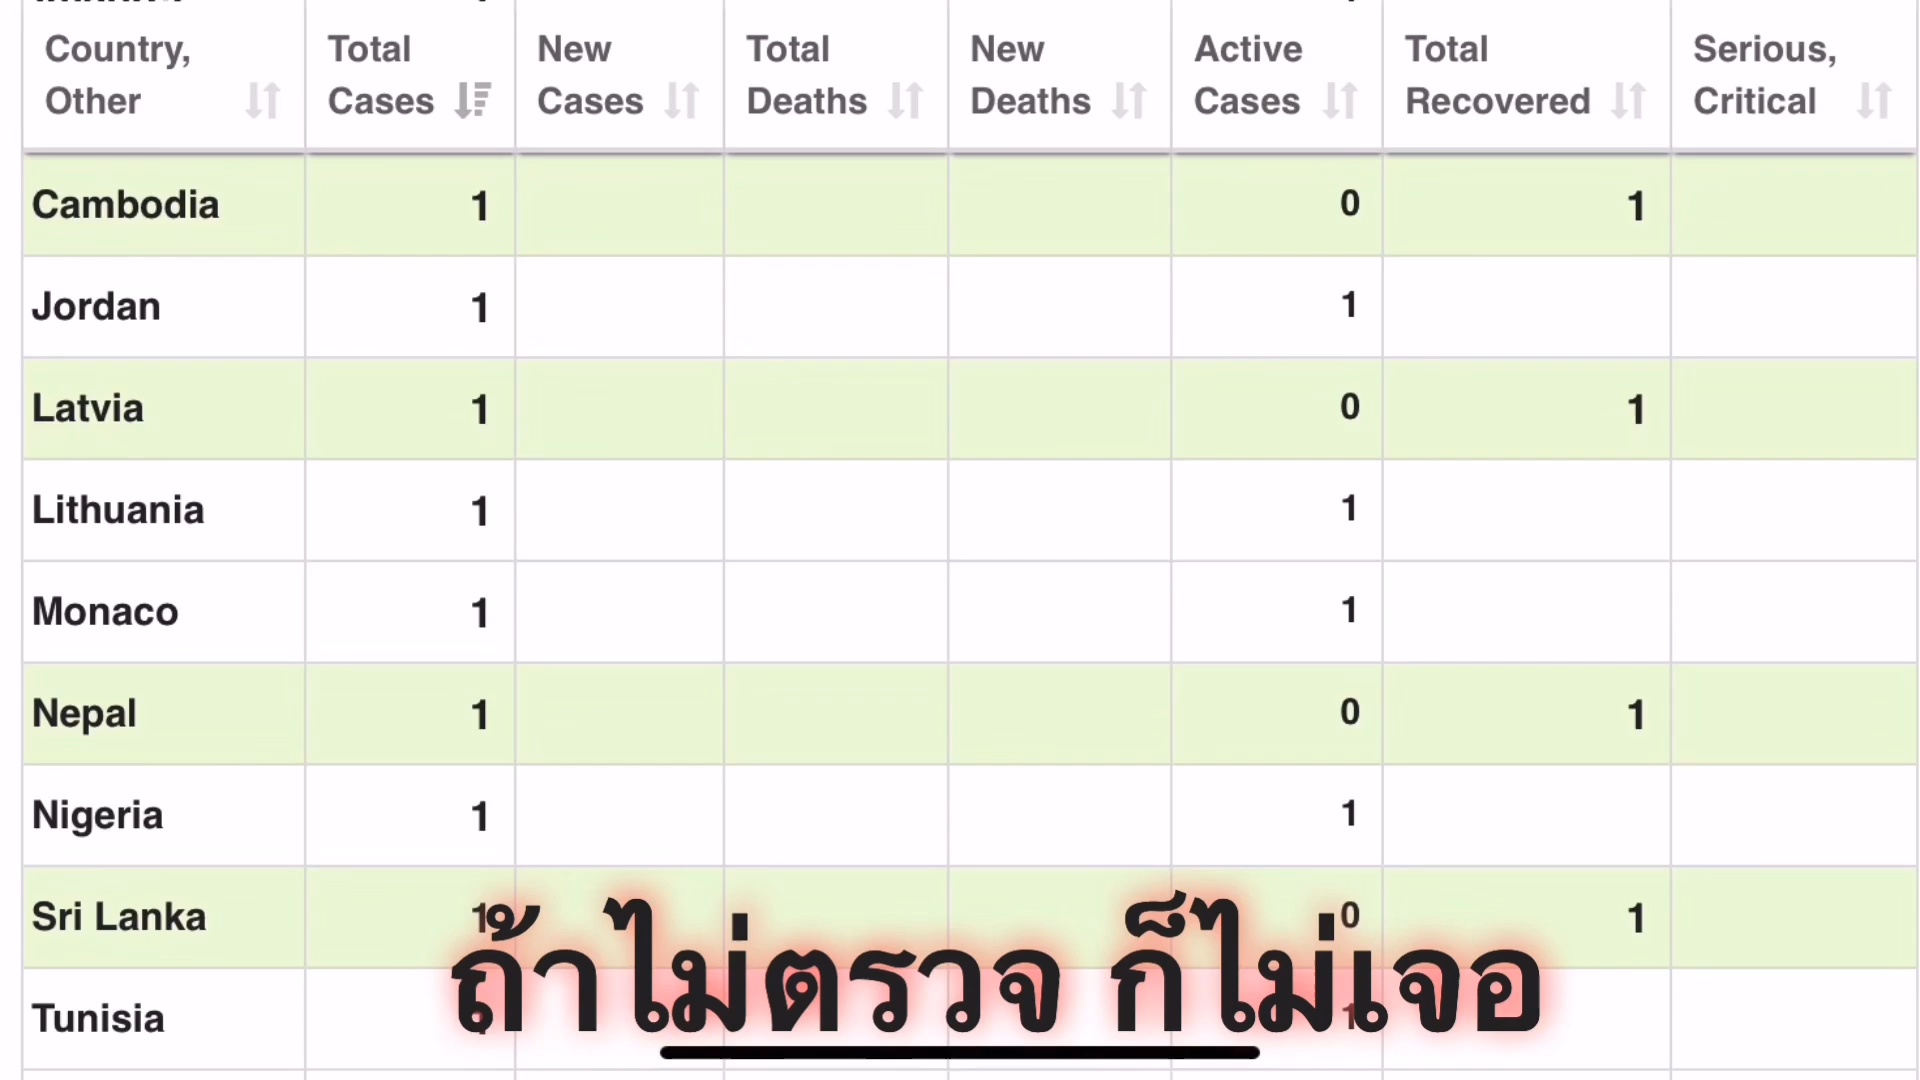 Country, Other Total Cases New Cases Total Deaths New Deaths Active Cases Total Recovered Serious, Critical
Cambodia 1 0 1
Jordan 1 1
Latvia 1 0 1
Lithuania 1 1
Monaco 1 1
Nepal 1 0 1
Nigeria 1 1
Sri Lanka 1 0 1
Tunisia 1 1
ถ้าไม่ตรวจ ก็ไม่เจอ